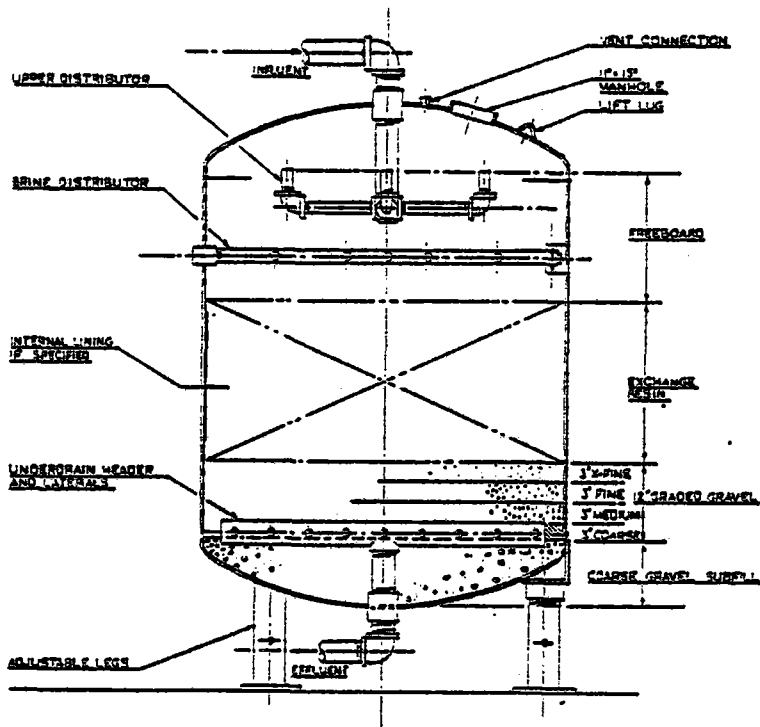 VENT CONNECTION
INFLUENT
11" x 15"
MANHOLE
LIFT LUG
UPPER DISTRIBUTOR
BRINE DISTRIBUTOR
FREEBOARD
INTERNAL LINING
IF SPECIFIED
EXCHANGE
RESIN
UNDERDRAIN HEADER
AND LATERALS
3" X-FINE
3" FINE
12" GRADED GRAVEL
3" MEDIUM
3" COARSE
COARSE GRAVEL SUBFILL
ADJUSTABLE LEGS
EFFLUENT